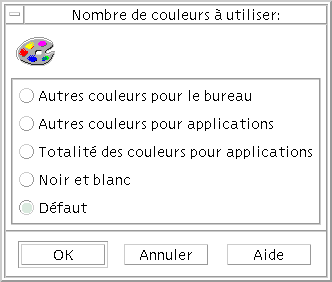 Nombre de couleurs à utiliser:
Autres couleurs pour le bureau
Autres couleurs pour applications
Totalité des couleurs pour applications
Noir et blanc
Défaut
OK
Annuler
Aide